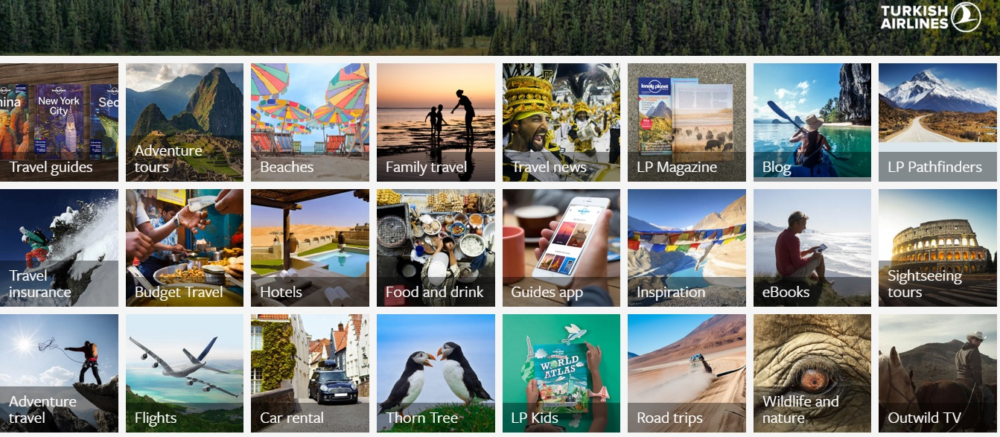 TURKISH
AIRLINES
hina
New York
City
Seo
Travel guides
Adventure
tours
Beaches
Family travel
Travel news
lonely planet
LP Magazine
Blog
LP Pathfinders
Travel
insurance
Budget Travel
Hotels
Food and drink
Guides app
Inspiration
eBooks
Sightseeing
tours
Adventure
travel
Flights
Car rental
Thorn Tree
WORLD
ATLAS
LP Kids
Road trips
Wildlife and
nature
Outwild TV